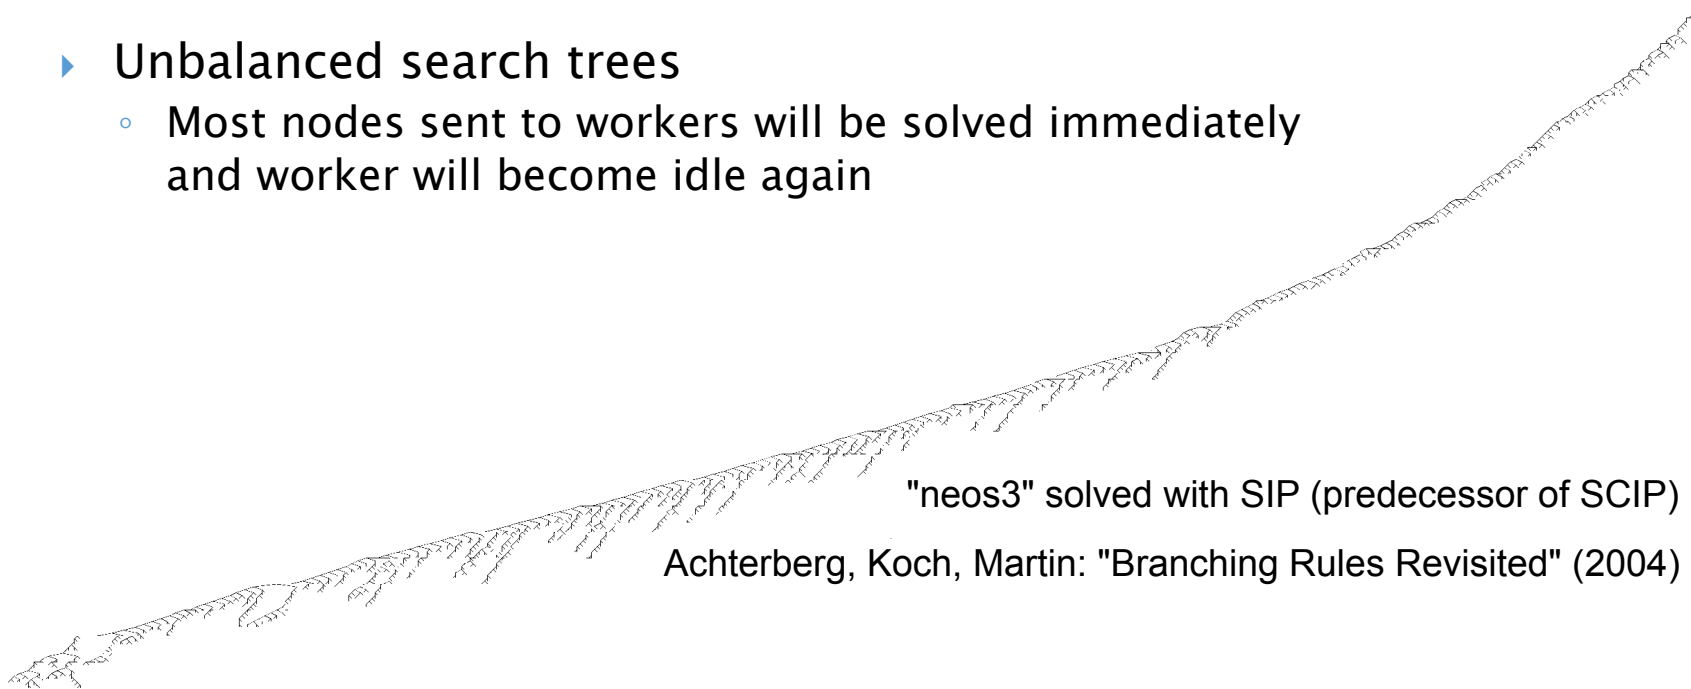 Unbalanced search trees
Most nodes sent to workers will be solved immediately
and worker will become idle again
"neos3" solved with SIP (predecessor of SCIP)
Achterberg, Koch, Martin: "Branching Rules Revisited" (2004)